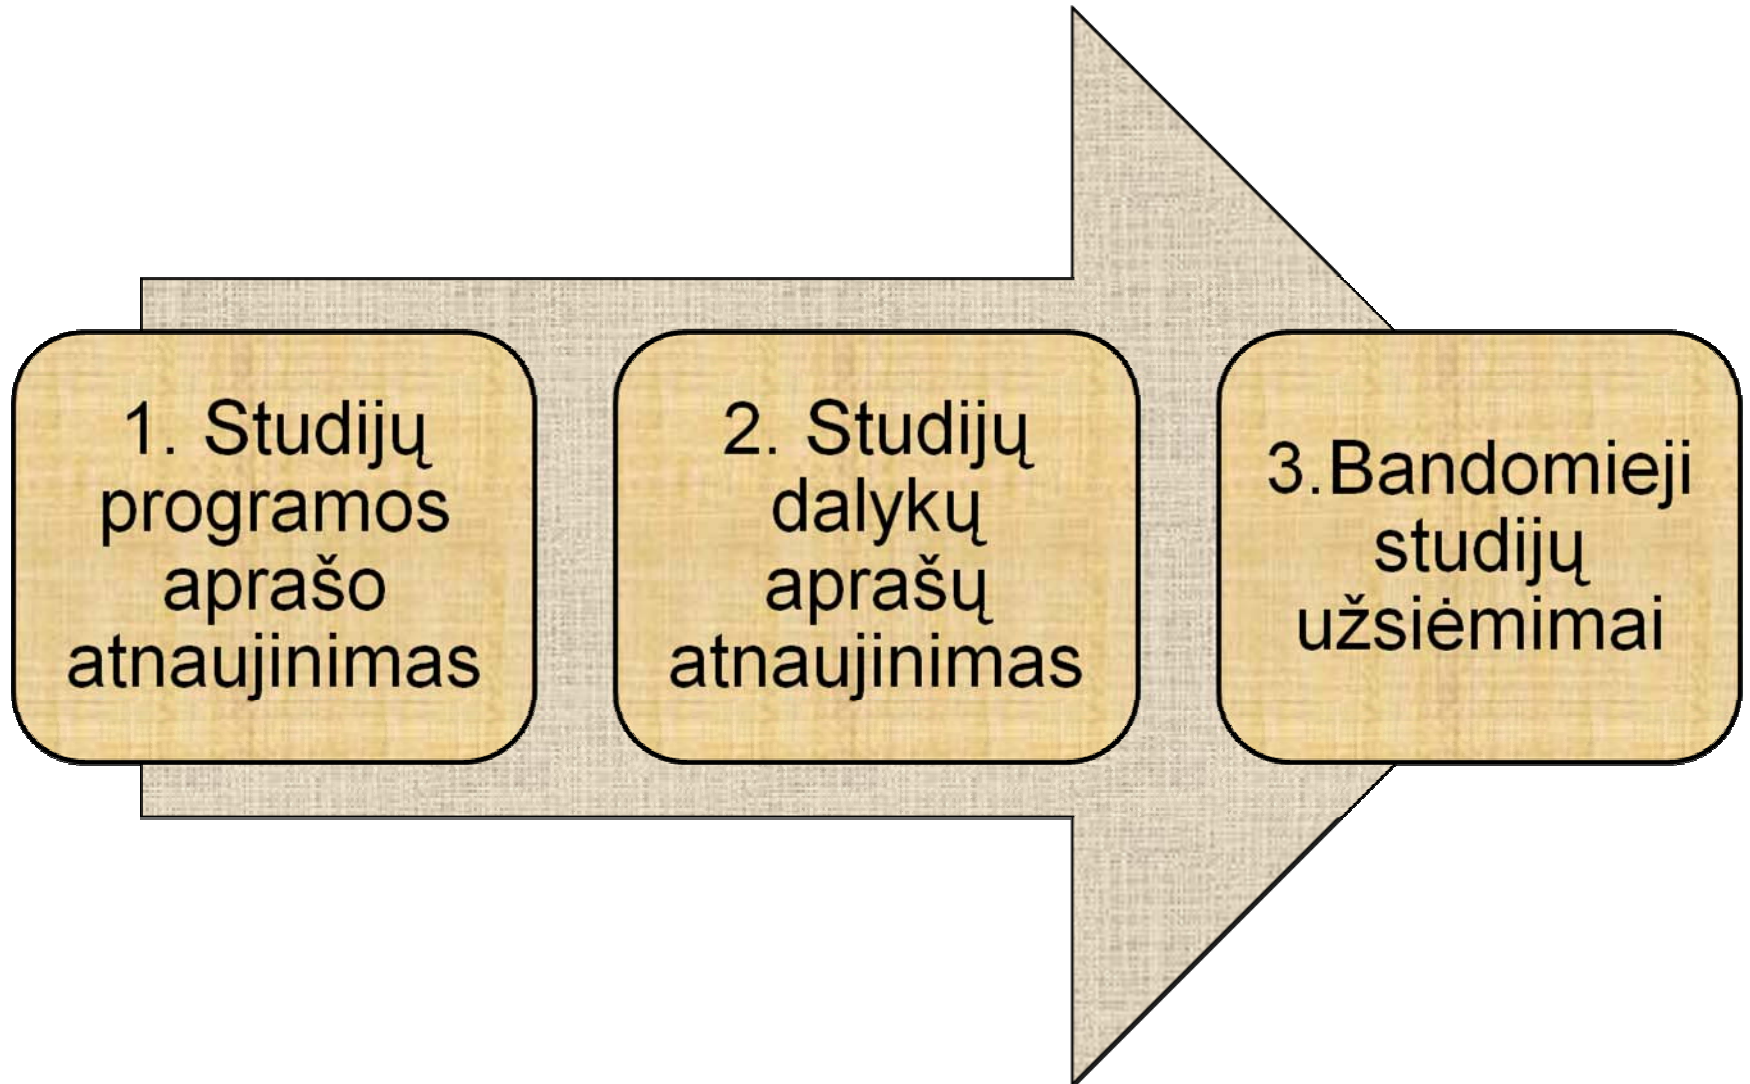 1. Studijų
programos
aprašo
atnaujinimas
2. Studijų
dalykų
aprašų
atnaujinimas
3.Bandomieji
studijų
užsiėmimai